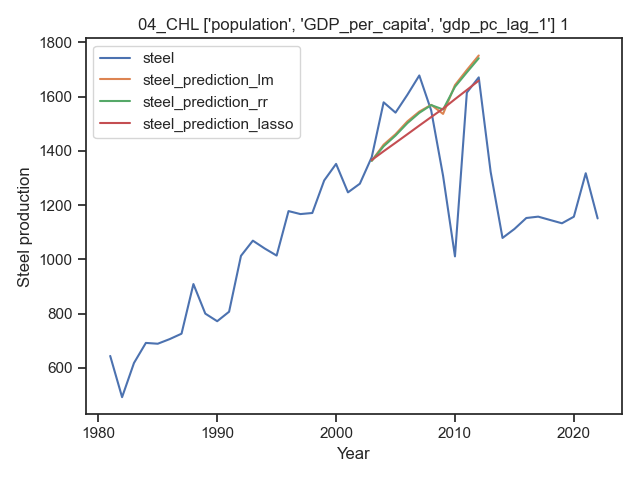 04_CHL ['population', 'GDP_per_capita', 'gdp_pc_lag_1'] 1
steel
steel_prediction_lm
steel_prediction_rr
steel_prediction_lasso
Steel production
1800
1600
1400
1200
1000
800
600
1980
1990
2000
2010
2020
Year